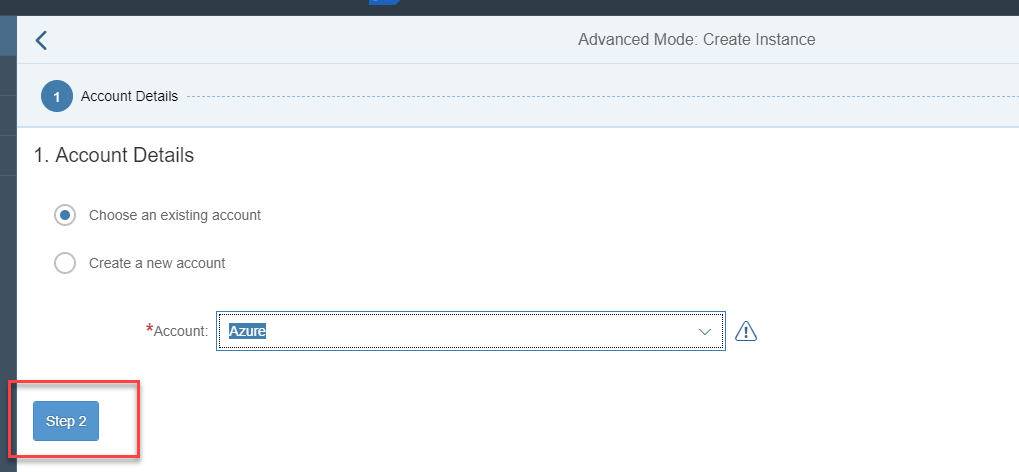 Advanced Mode: Create Instance
1 Account Details
1. Account Details
Choose an existing account
Create a new account
*Account: Azure
Step 2